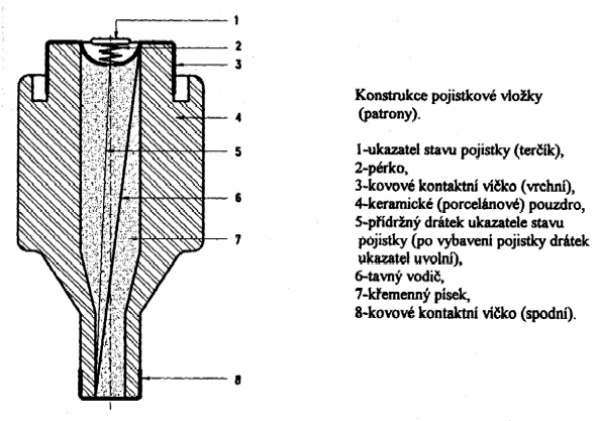 1
2
3
4
5
6
7
8
Konstrukce pojistkové vložky
(patrony).
1-ukazatel stavu pojistky (terčík),
2-pérko,
3-kovové kontaktní víčko (vrchní),
4-keramické (porcelánové) pouzdro,
5-přídržný drátek ukazatele stavu
pojistky (po vybavení pojistky drátek
ukazatel uvolní),
6-tavný vodič,
7-křemenný písek,
8-kovové kontaktní víčko (spodní).